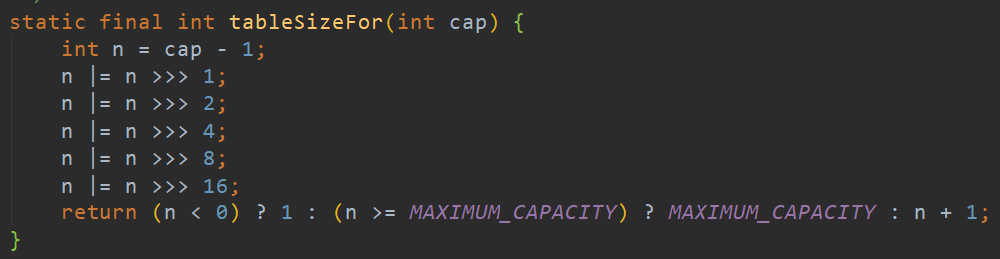 static final int tableSizeFor(int cap) {
    int n = cap - 1;
    n |= n >>> 1;
    n |= n >>> 2;
    n |= n >>> 4;
    n |= n >>> 8;
    n |= n >>> 16;
    return (n < 0) ? 1 : (n >= MAXIMUM_CAPACITY) ? MAXIMUM_CAPACITY : n + 1;
}